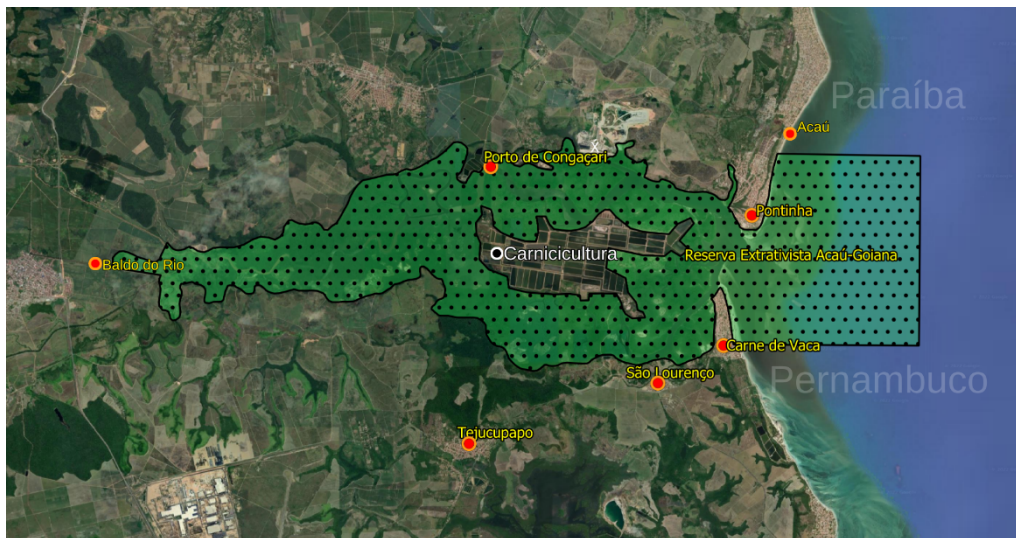 Paraíba
Acaú
Porto de Congaçari
Pontinha
Carnicicultura
Reserva Extrativista Acaú-Goiana
Baldo do Rio
Carne de Vaca
São Lourenço
Pernambuco
Tejucupapo